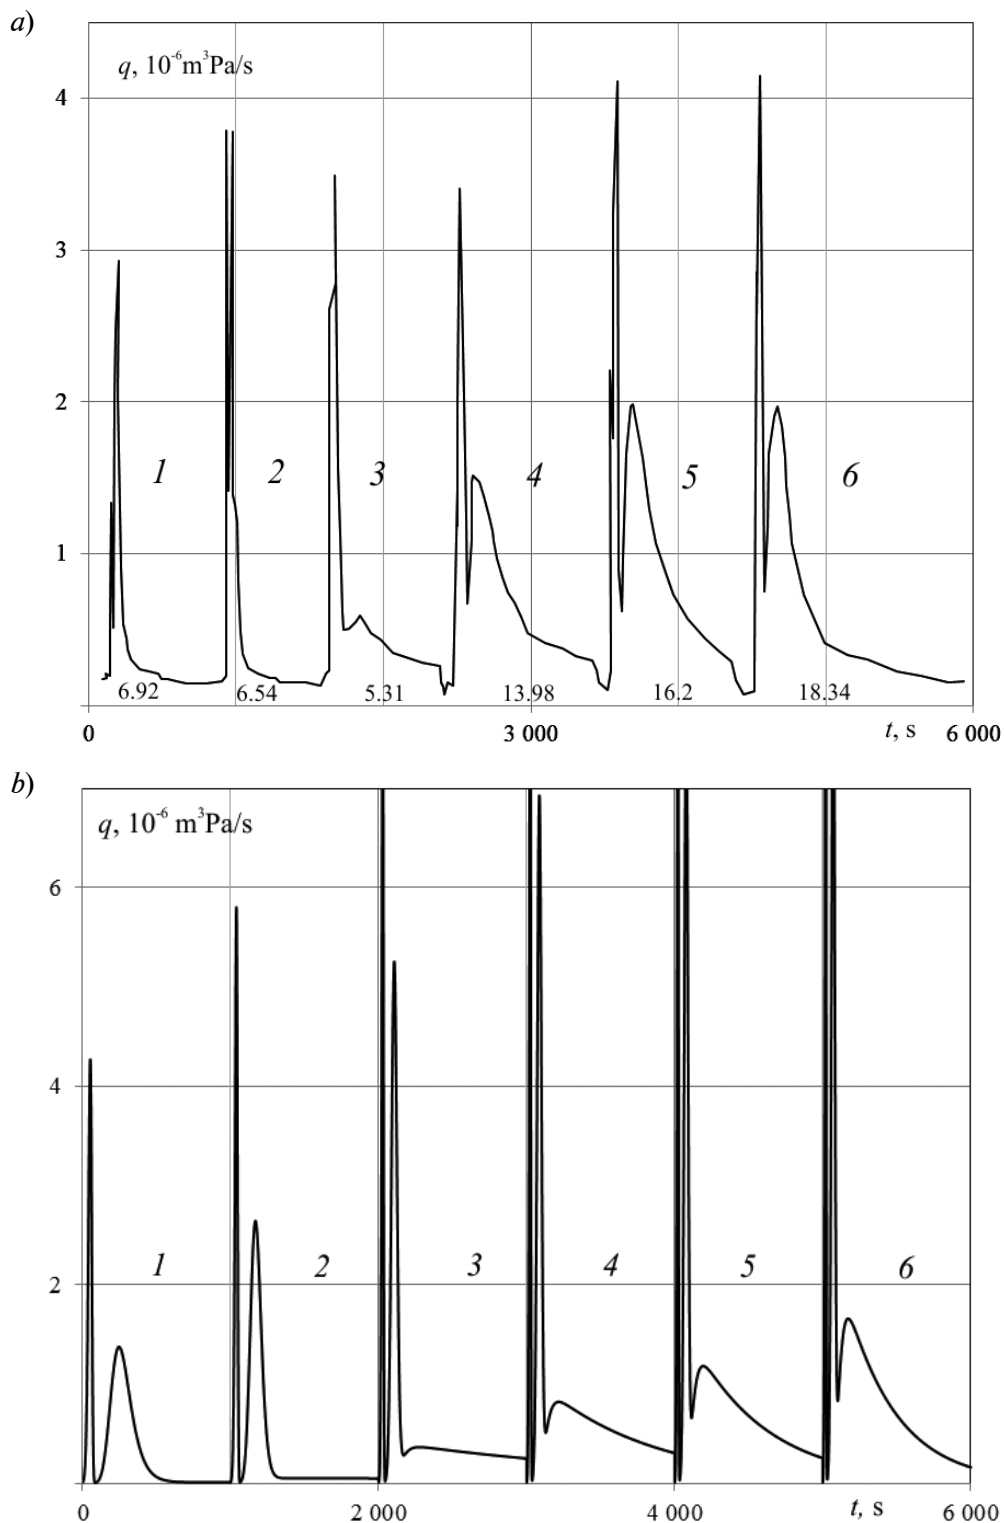 a)
q, 10⁻⁶m³Pa/s
4
3
2
1 2 3 4 5 6
1
6.92 6.54 5.31 13.98 16.2 18.34
0 3 000 t, s 6 000
b)
q, 10⁻⁶ m³Pa/s
6
4
1 2 3 4 5 6
2
0 2 000 4 000 t, s 6 000